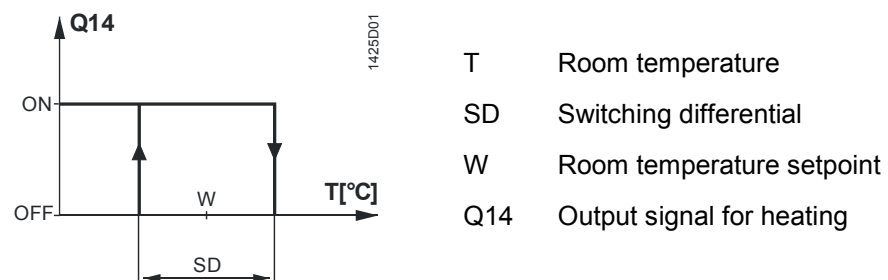 Q14
1425D01
ON
OFF
W
T[°C]
SD
T Room temperature
SD Switching differential
W Room temperature setpoint
Q14 Output signal for heating